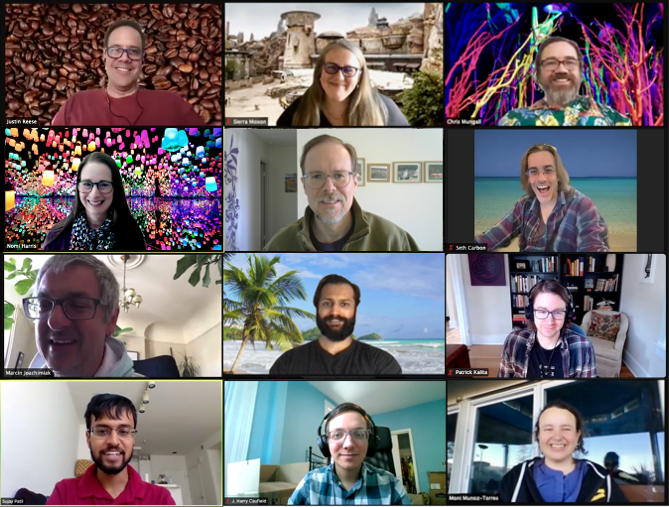 Justin Reese
Sierra Moxon
Chris Mungall
Nomi Harris
Seth Carbon
Marcin Joachimiak
Patrick Kalita
Sujay Patil
J. Harry Caufield
Moni Munoz-Torres